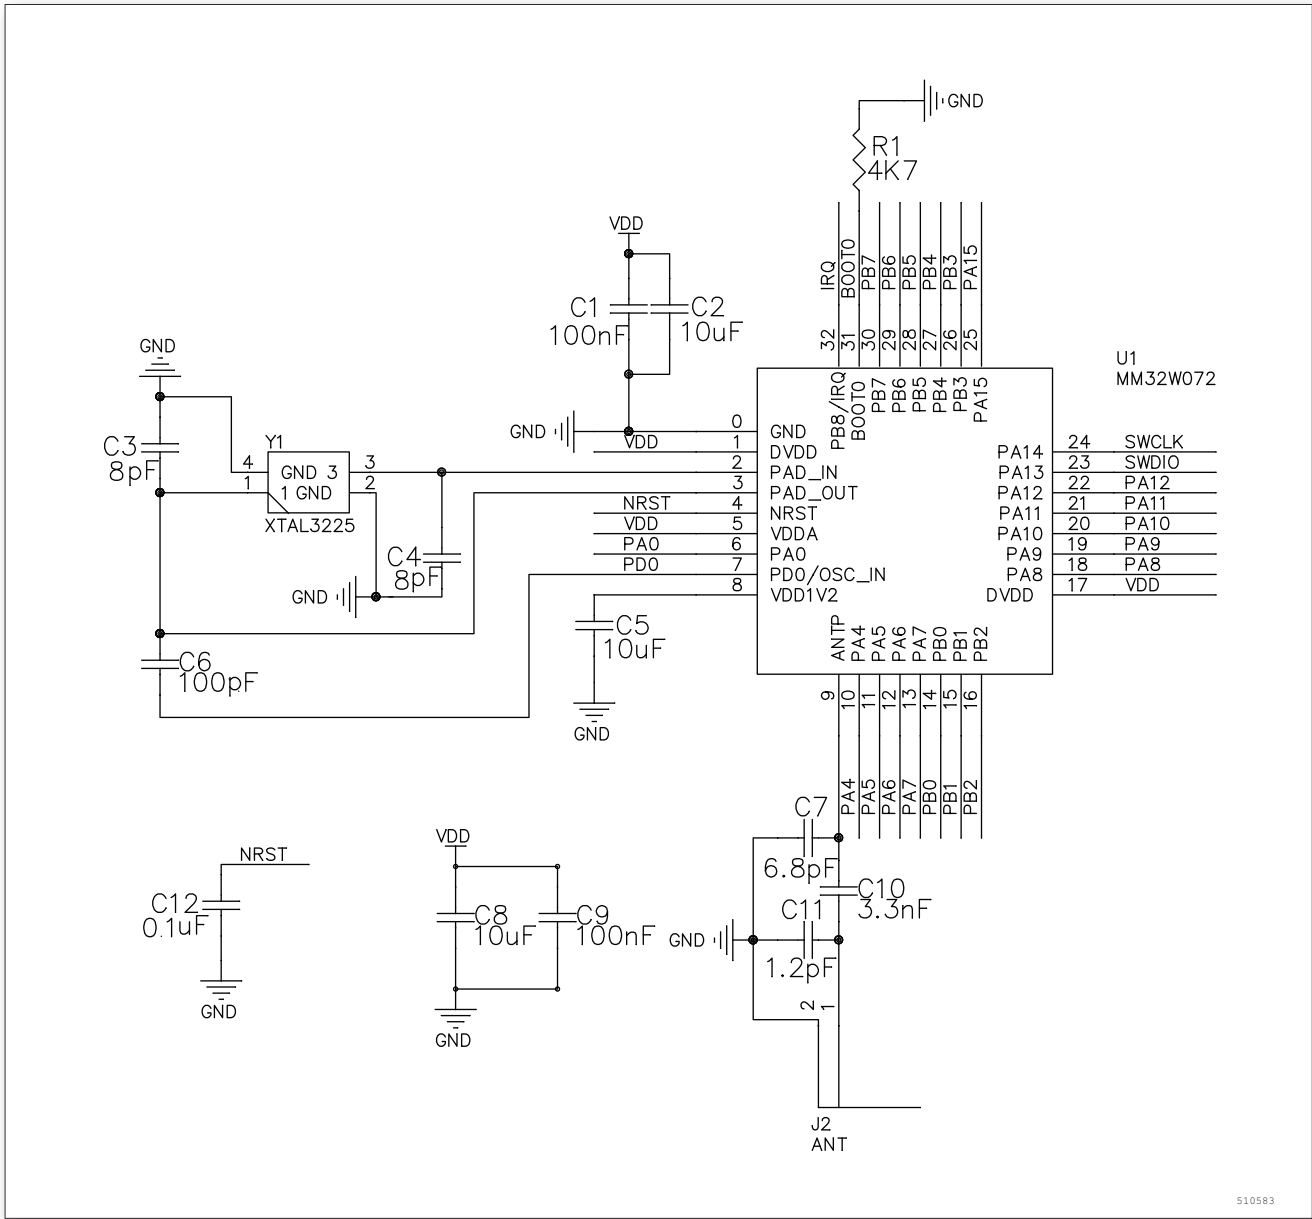 GND
R1
4K7
VDD
IRQ
BOOT0
PB7
PB6
PB5
PB4
PB3
PA15
C1
100nF
C2
10uF
32
31
30
29
28
27
26
25
GND
U1
MM32W072
PB8/IRQ
BOOT0
PB7
PB6
PB5
PB4
PB3
PA15
GND
0
GND
VDD
1
DVDD
2
PAD_IN
3
PAD_OUT
NRST
4
NRST
VDD
5
VDDA
PA0
6
PA0
PD0
7
PD0/OSC_IN
8
VDD1V2
PA14
24
SWCLK
PA13
23
SWDIO
PA12
22
PA12
PA11
21
PA11
PA10
20
PA10
PA9
19
PA9
PA8
18
PA8
DVDD
17
VDD
C3
8pF
Y1
4
GND 3
3
1
1 GND
2
XTAL3225
C4
8pF
GND
C5
10uF
GND
C6
100pF
ANTP
PA4
PA5
PA6
PA7
PB0
PB1
PB2
9
10
11
12
13
14
15
16
PA4
PA5
PA6
PA7
PB0
PB1
PB2
C7
6.8pF
C10
3.3nF
C11
1.2pF
GND
2
1
J2
ANT
NRST
C12
0.1uF
GND
VDD
C8
10uF
C9
100nF
GND
510583